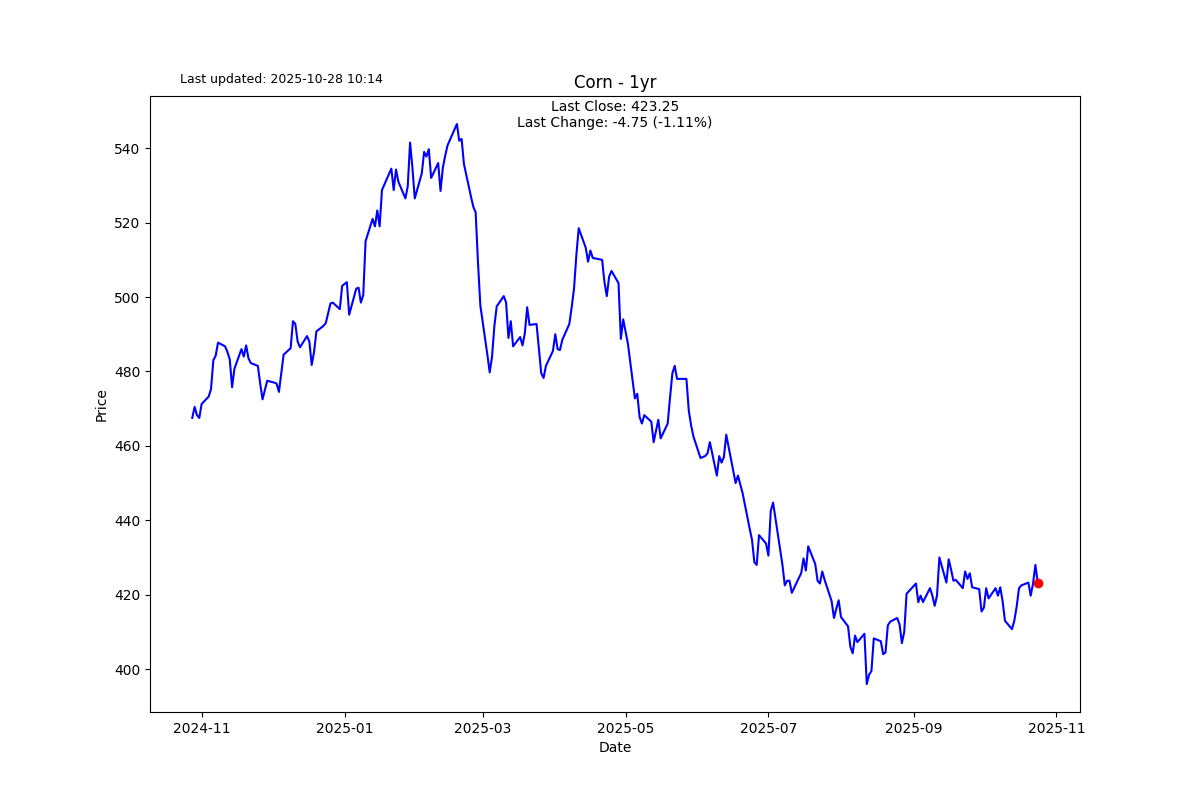 Last updated: 2025-10-28 10:14
Corn - 1yr
Last Close: 423.25
Last Change: -4.75 (-1.11%)
Price
540
520
500
480
460
440
420
400
2024-11
2025-01
2025-03
2025-05
2025-07
2025-09
2025-11
Date